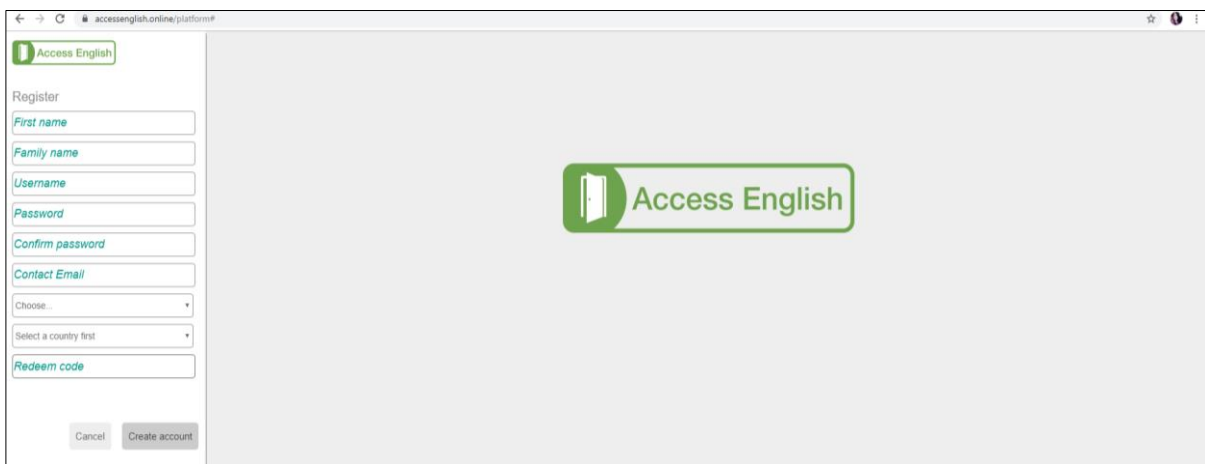 accessenglish.online/platform#
Access English
Register
First name
Family name
Username
Password
Confirm password
Contact Email
Choose...
Select a country first
Redeem code
Cancel Create account
Access English